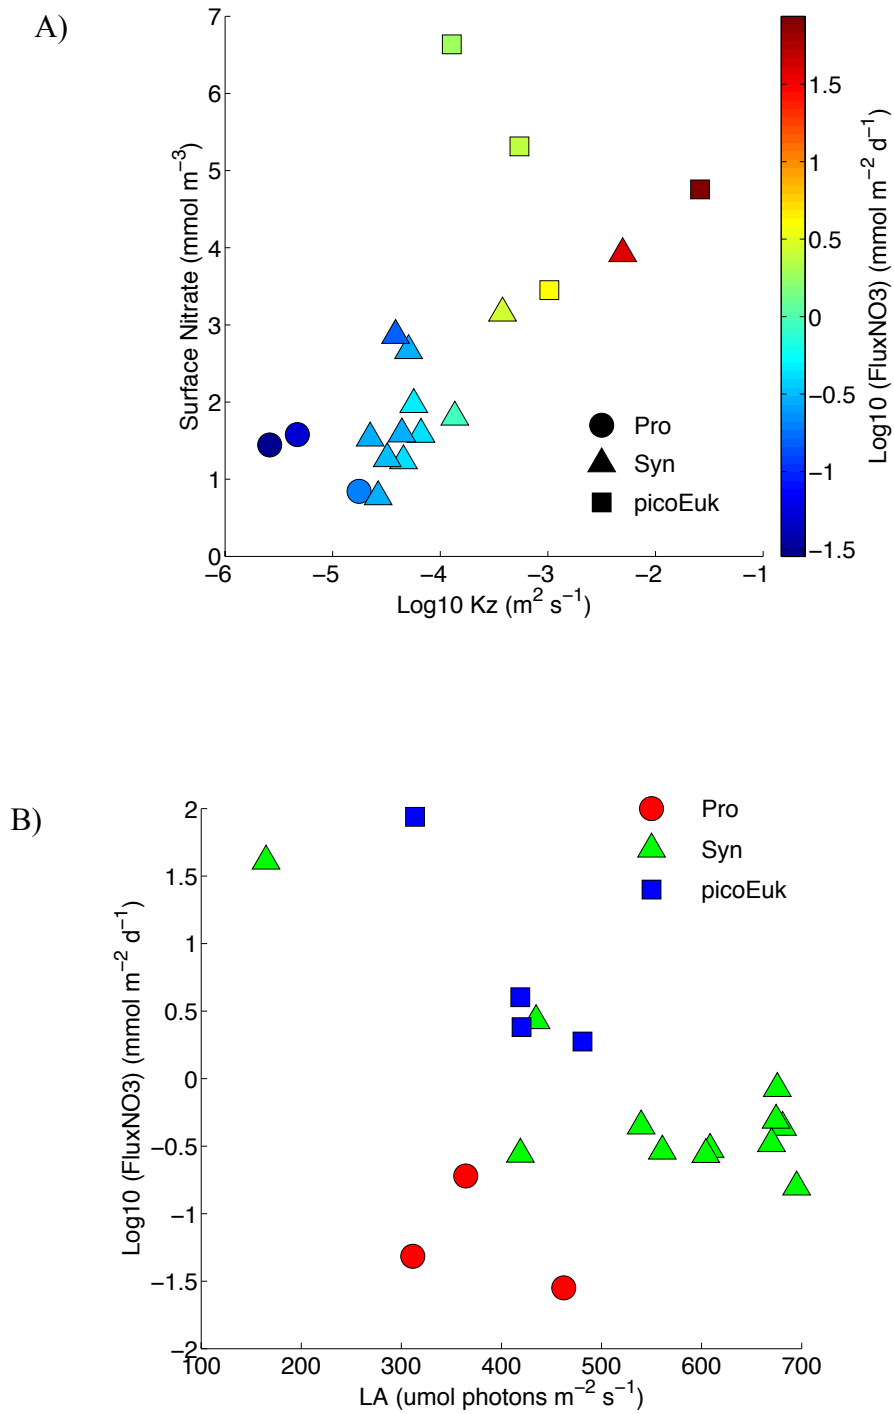 A)
7
6
5
4
3
2
1
0
Surface Nitrate (mmol m−3)
−6 −5 −4 −3 −2 −1
Log10 Kz (m2 s−1)
Pro
Syn
picoEuk
1.5
1
0.5
0
−0.5
−1
−1.5
Log10 (FluxNO3) (mmol m−2 d−1)
B)
2
1.5
1
0.5
0
−0.5
−1
−1.5
−2
Log10 (FluxNO3) (mmol m−2 d−1)
100 200 300 400 500 600 700
LA (umol photons m−2 s−1)
Pro
Syn
picoEuk